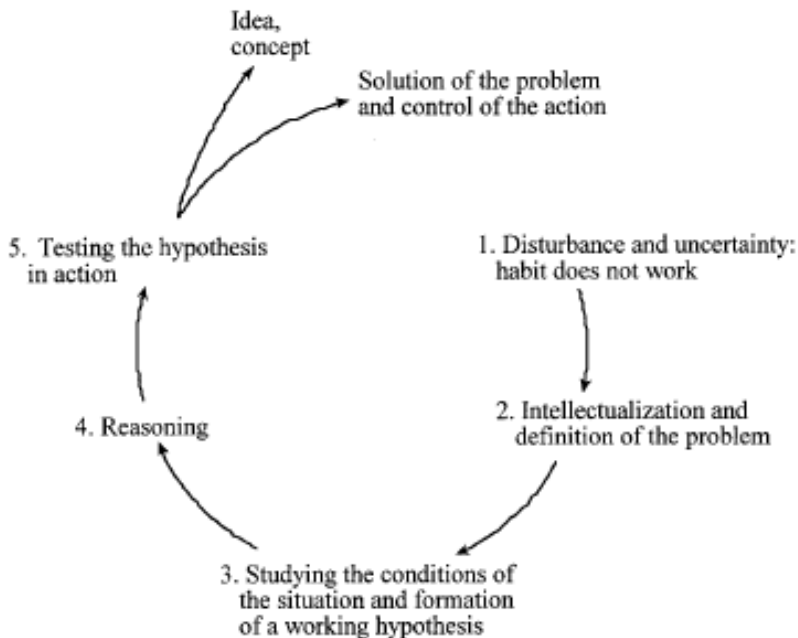 Idea,
concept
Solution of the problem
and control of the action
5. Testing the hypothesis
in action
1. Disturbance and uncertainty:
habit does not work
4. Reasoning
2. Intellectualization and
definition of the problem
3. Studying the conditions of
the situation and formation
of a working hypothesis